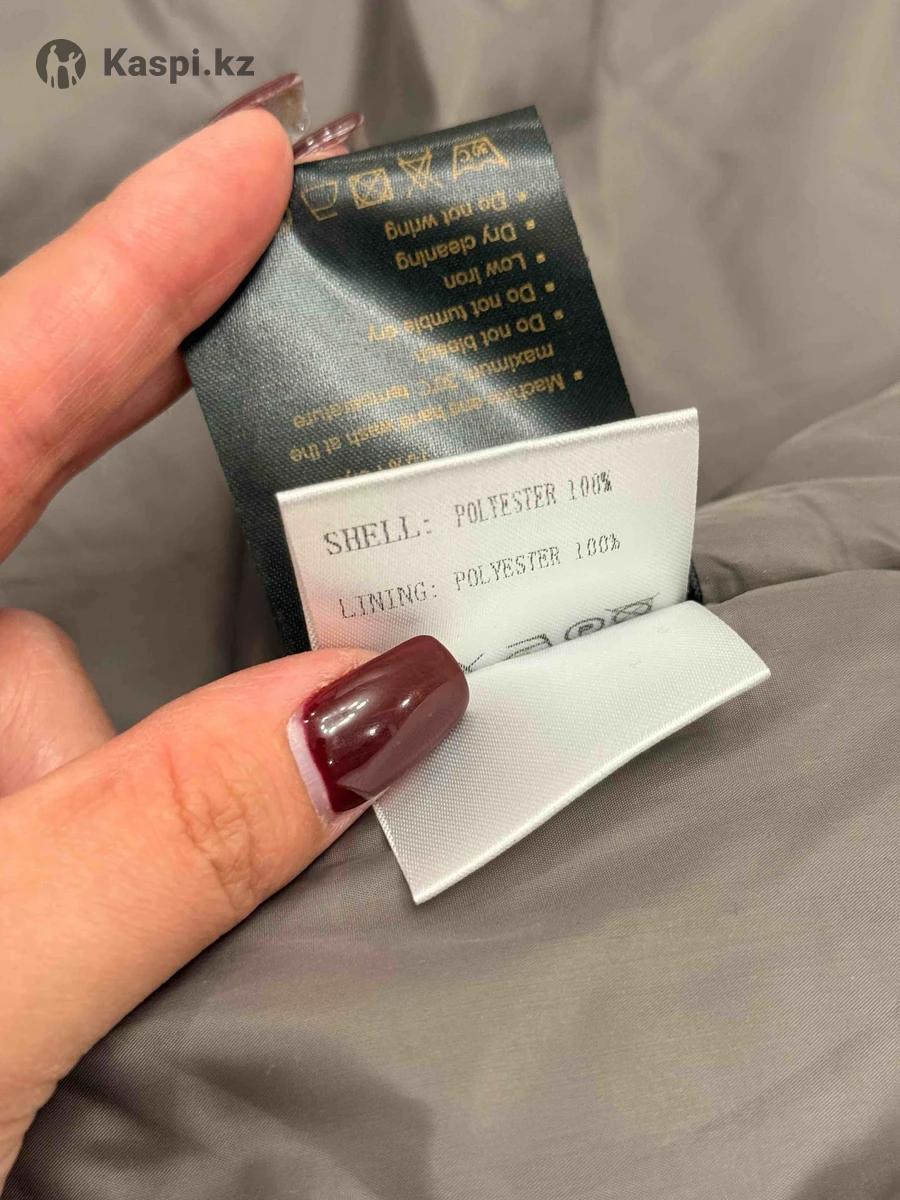 Kaspi.kz
SHELL: POLYESTER 100%
LINING: POLYESTER 100%
▪ Machine and hand wash at the
maximum 30°C temperature
▪ Do not bleach
▪ Do not tumble dry
▪ Low iron
▪ Dry cleaning
▪ Do not wring
30°C